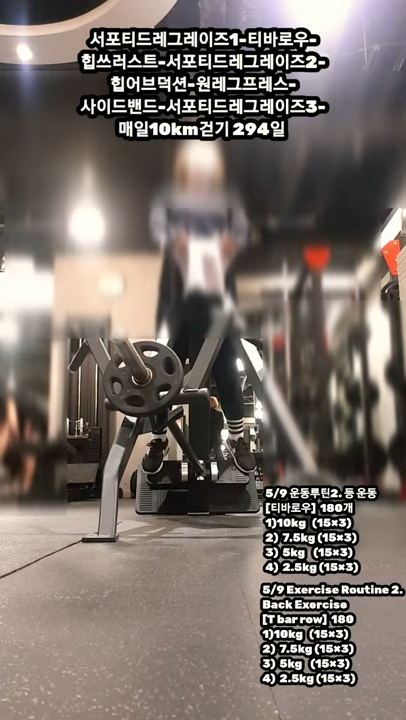 서포티드레그레이즈1-티바로우-
힙쓰러스트-서포티드레그레이즈2-
힙어브덕션-원레그프레스-
사이드밴드-서포티드레그레이즈3-
매일10km걷기 294일
5/9 운동루틴2. 등 운동
[티바로우] 180개
1)10kg (15×3)
2) 7.5kg (15×3)
3) 5kg (15×3)
4) 2.5kg (15×3)
5/9 Exercise Routine 2.
Back Exercise
[T bar row] 180
1)10kg (15×3)
2) 7.5kg (15×3)
3) 5kg (15×3)
4) 2.5kg (15×3)